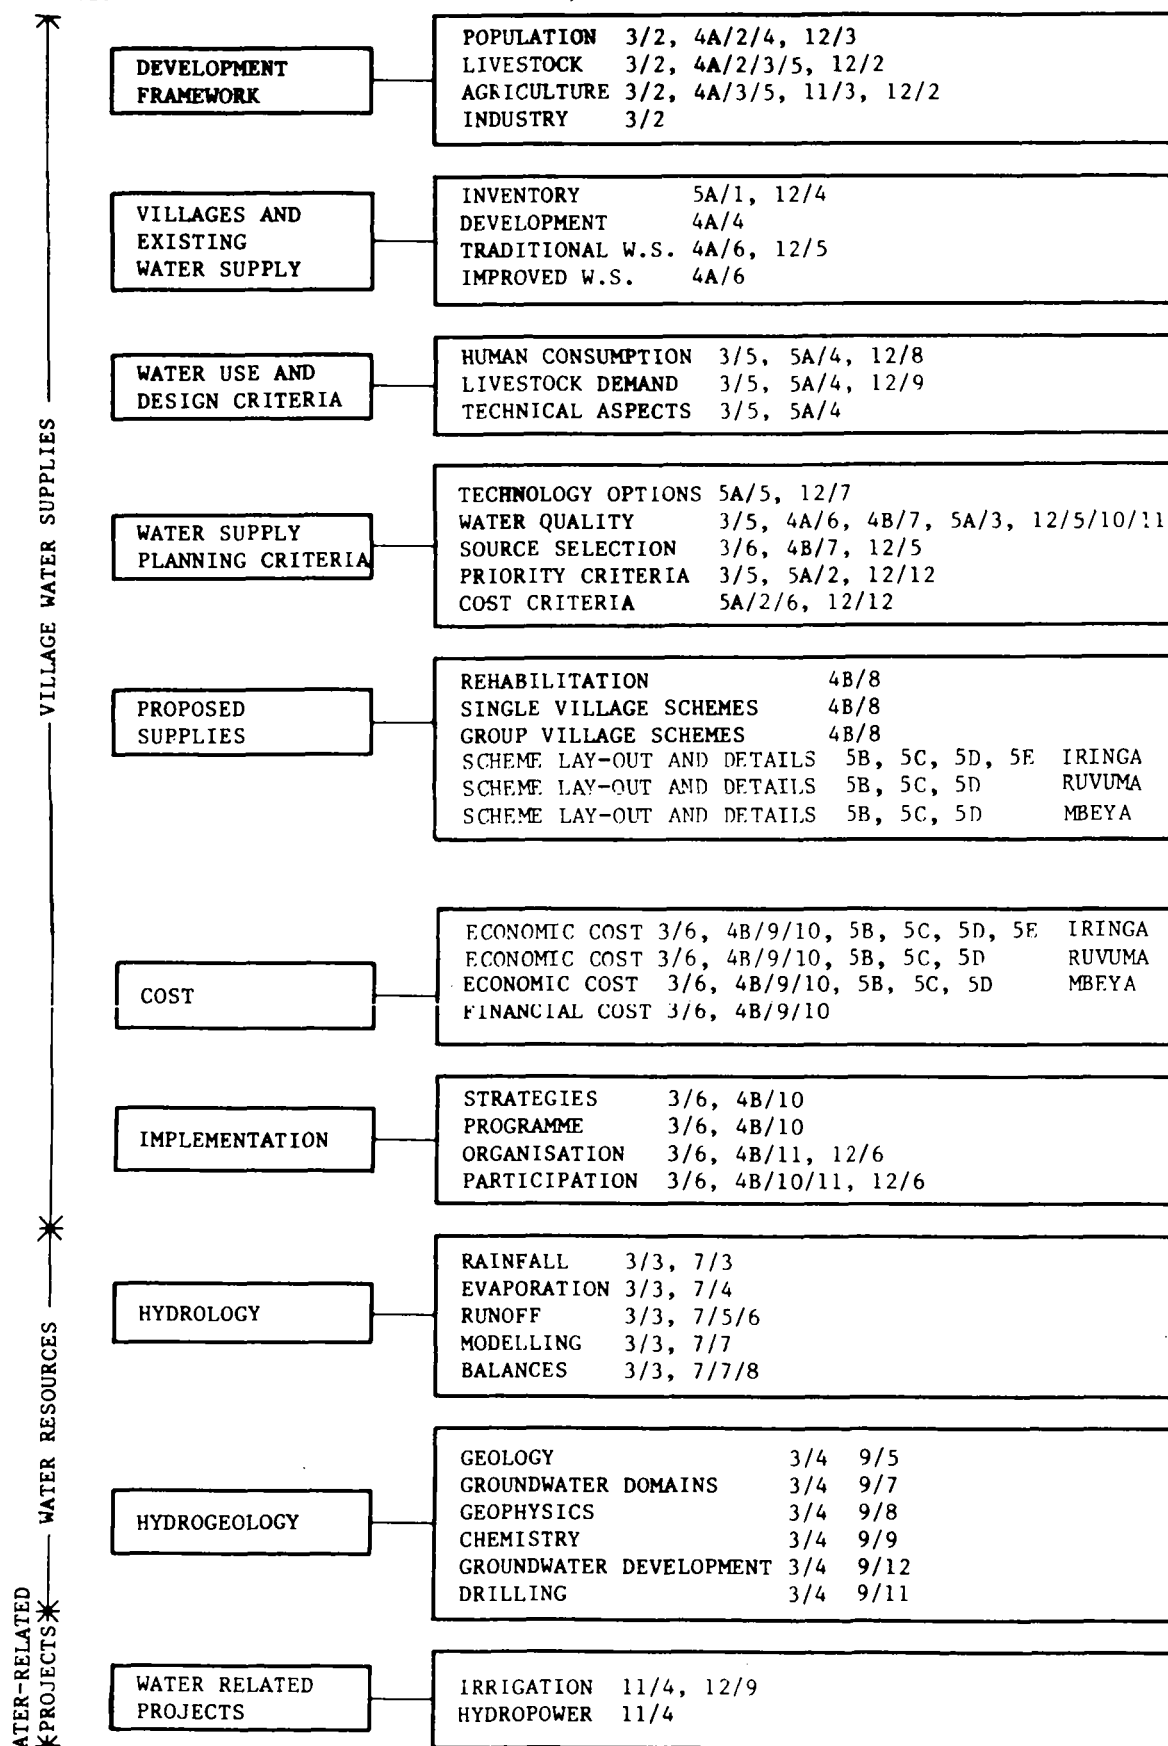 DEVELOPMENT
FRAMEWORK
POPULATION 3/2, 4A/2/4, 12/3
LIVESTOCK 3/2, 4A/2/3/5, 12/2
AGRICULTURE 3/2, 4A/3/5, 11/3, 12/2
INDUSTRY 3/2
VILLAGES AND
EXISTING
WATER SUPPLY
INVENTORY 5A/1, 12/4
DEVELOPMENT 4A/4
TRADITIONAL W.S. 4A/6, 12/5
IMPROVED W.S. 4A/6
WATER USE AND
DESIGN CRITERIA
HUMAN CONSUMPTION 3/5, 5A/4, 12/8
LIVESTOCK DEMAND 3/5, 5A/4, 12/9
TECHNICAL ASPECTS 3/5, 5A/4
WATER SUPPLY
PLANNING CRITERIA
TECHNOLOGY OPTIONS 5A/5, 12/7
WATER QUALITY 3/5, 4A/6, 4B/7, 5A/3, 12/5/10/11
SOURCE SELECTION 3/6, 4B/7, 12/5
PRIORITY CRITERIA 3/5, 5A/2, 12/12
COST CRITERIA 5A/2/6, 12/12
PROPOSED
SUPPLIES
REHABILITATION 4B/8
SINGLE VILLAGE SCHEMES 4B/8
GROUP VILLAGE SCHEMES 4B/8
SCHEME LAY-OUT AND DETAILS 5B, 5C, 5D, 5E IRINGA
SCHEME LAY-OUT AND DETAILS 5B, 5C, 5D RUVUMA
SCHEME LAY-OUT AND DETAILS 5B, 5C, 5D MBEYA
COST
ECONOMIC COST 3/6, 4B/9/10, 5B, 5C, 5D, 5E IRINGA
ECONOMIC COST 3/6, 4B/9/10, 5B, 5C, 5D RUVUMA
ECONOMIC COST 3/6, 4B/9/10, 5B, 5C, 5D MBEYA
FINANCIAL COST 3/6, 4B/9/10
IMPLEMENTATION
STRATEGIES 3/6, 4B/10
PROGRAMME 3/6, 4B/10
ORGANISATION 3/6, 4B/11, 12/6
PARTICIPATION 3/6, 4B/10/11, 12/6
VILLAGE WATER SUPPLIES
HYDROLOGY
RAINFALL 3/3, 7/3
EVAPORATION 3/3, 7/4
RUNOFF 3/3, 7/5/6
MODELLING 3/3, 7/7
BALANCES 3/3, 7/7/8
HYDROGEOLOGY
GEOLOGY 3/4 9/5
GROUNDWATER DOMAINS 3/4 9/7
GEOPHYSICS 3/4 9/8
CHEMISTRY 3/4 9/9
GROUNDWATER DEVELOPMENT 3/4 9/12
DRILLING 3/4 9/11
WATER RESOURCES
WATER RELATED
PROJECTS
IRRIGATION 11/4, 12/9
HYDROPOWER 11/4
ATER-RELATED
PROJECTS